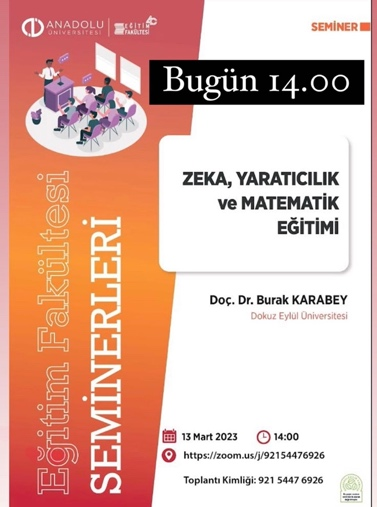 ANADOLU
ÜNİVERSİTESİ
EĞİTİM
FAKÜLTESİ
SEMİNER
Bugün 14.00
ZEKA, YARATICILIK
ve MATEMATİK
EĞİTİMİ
Doç. Dr. Burak KARABEY
Dokuz Eylül Üniversitesi
Eğitim Fakültesi
SEMİNERLERİ
13 Mart 2023
14:00
https://zoom.us/j/92154476926
Toplantı Kimliği: 921 5447 6926